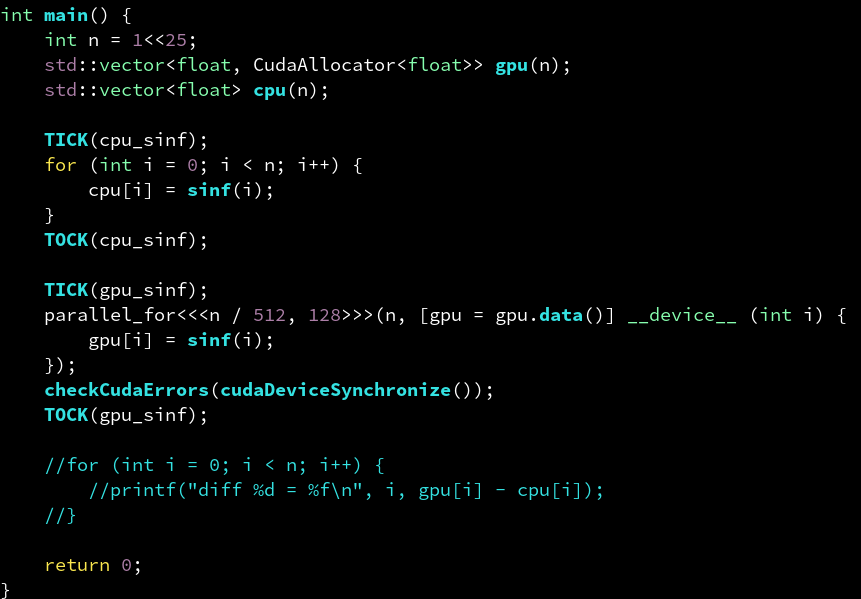 int main() {
    int n = 1<<25;
    std::vector<float, CudaAllocator<float>> gpu(n);
    std::vector<float> cpu(n);

    TICK(cpu_sinf);
    for (int i = 0; i < n; i++) {
        cpu[i] = sinf(i);
    }
    TOCK(cpu_sinf);

    TICK(gpu_sinf);
    parallel_for<<<n / 512, 128>>>(n, [gpu = gpu.data()] __device__ (int i) {
        gpu[i] = sinf(i);
    });
    checkCudaErrors(cudaDeviceSynchronize());
    TOCK(gpu_sinf);

    //for (int i = 0; i < n; i++) {
        //printf("diff %d = %f\n", i, gpu[i] - cpu[i]);
    //}

    return 0;
}